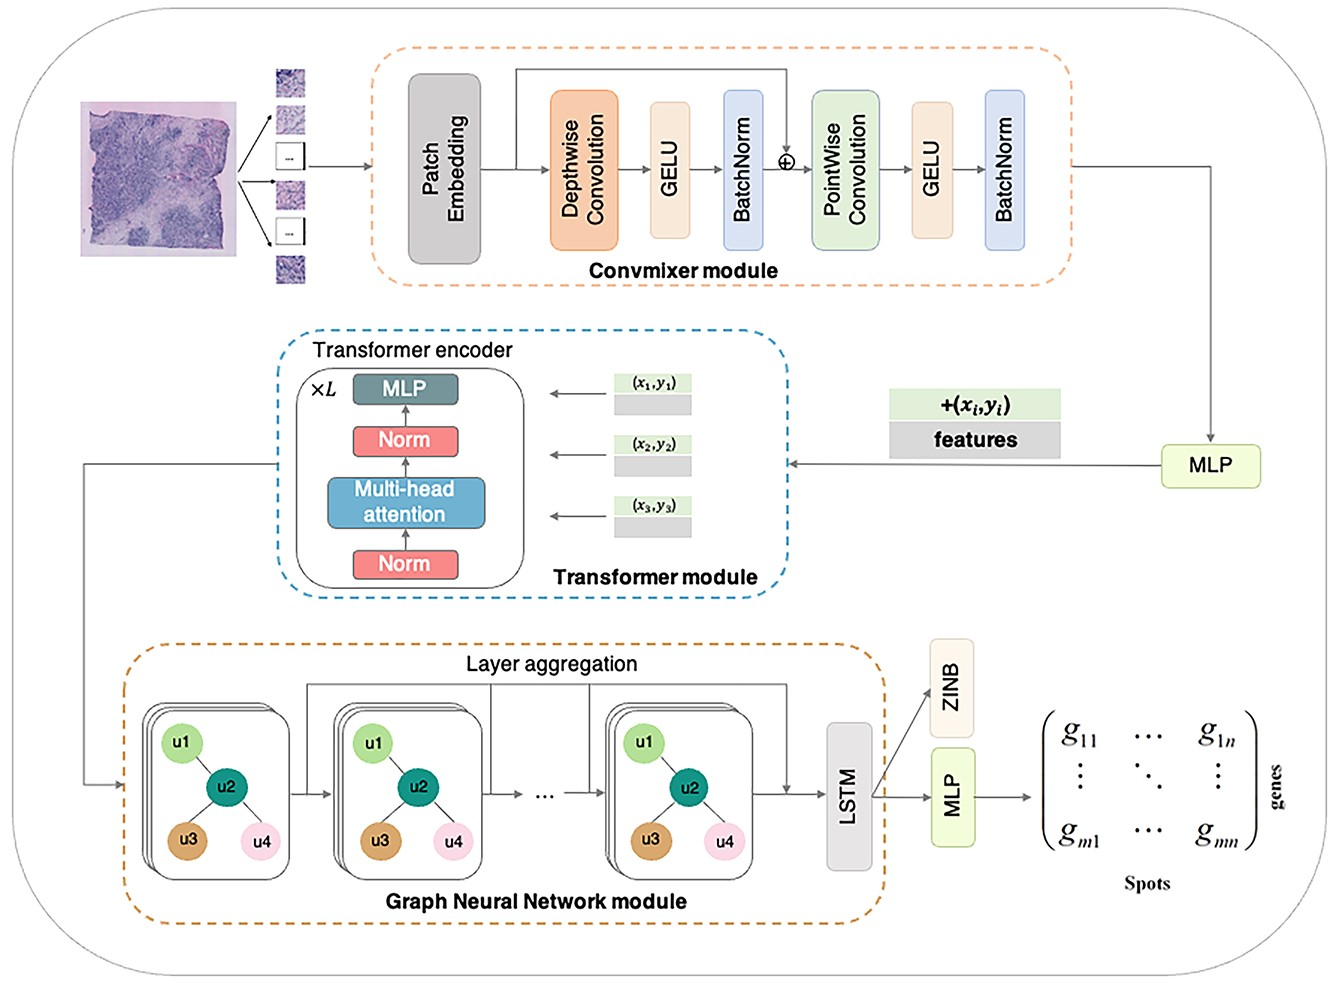 ...
...
Patch
Embedding
Depthwise
Convolution
GELU
BatchNorm
+
PointWise
Convolution
GELU
BatchNorm
Convmixer module
Transformer encoder
×L
MLP
Norm
Multi-head
attention
Norm
(x₁,y₁)
(x₂,y₂)
(x₃,y₃)
Transformer module
+(xᵢ,yᵢ)
features
MLP
Layer aggregation
u1
u2
u3
u4
u1
u2
u3
u4
...
u1
u2
u3
u4
LSTM
Graph Neural Network module
ZINB
MLP
g₁₁ ⋯ g₁ₙ
⋮ ⋱ ⋮
gₘ₁ ⋯ gₘₙ
genes
Spots